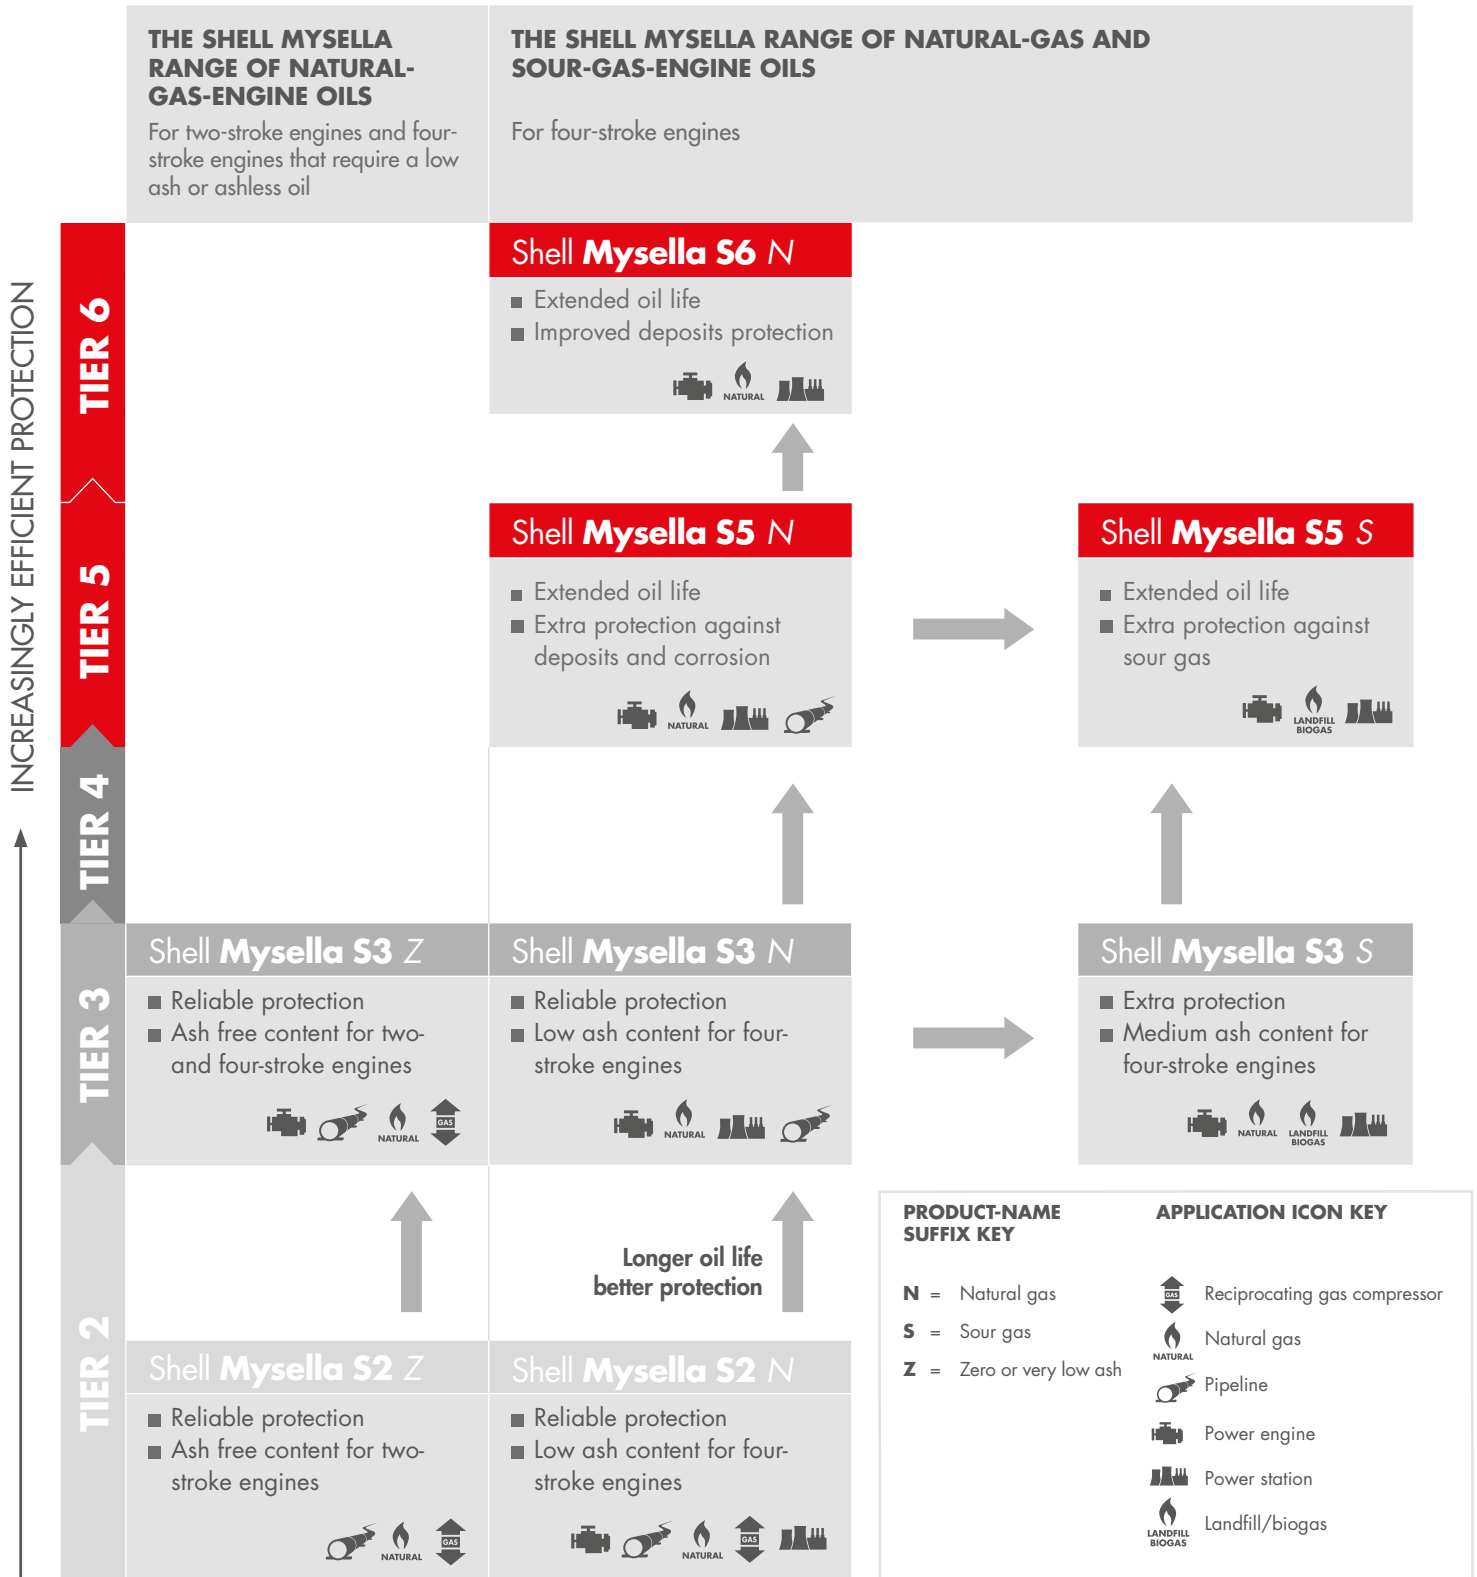 THE SHELL MYSELLA
RANGE OF NATURAL-
GAS-ENGINE OILS
For two-stroke engines and four-
stroke engines that require a low
ash or ashless oil
THE SHELL MYSELLA RANGE OF NATURAL-GAS AND
SOUR-GAS-ENGINE OILS
For four-stroke engines
INCREASINGLY EFFICIENT PROTECTION
TIER 6
Shell Mysella S6 N
Extended oil life
Improved deposits protection
NATURAL
TIER 5
Shell Mysella S5 N
Extended oil life
Extra protection against
deposits and corrosion
NATURAL
Shell Mysella S5 S
Extended oil life
Extra protection against
sour gas
LANDFILL
BIOGAS
TIER 4
TIER 3
Shell Mysella S3 Z
Reliable protection
Ash free content for two-
and four-stroke engines
NATURAL
GAS
Shell Mysella S3 N
Reliable protection
Low ash content for four-
stroke engines
NATURAL
Shell Mysella S3 S
Extra protection
Medium ash content for
four-stroke engines
NATURAL
LANDFILL
BIOGAS
Longer oil life
better protection
TIER 2
Shell Mysella S2 Z
Reliable protection
Ash free content for two-
stroke engines
NATURAL
GAS
Shell Mysella S2 N
Reliable protection
Low ash content for four-
stroke engines
NATURAL
GAS
PRODUCT-NAME
SUFFIX KEY
N = Natural gas
S = Sour gas
Z = Zero or very low ash
APPLICATION ICON KEY
GAS Reciprocating gas compressor
NATURAL Natural gas
Pipeline
Power engine
Power station
LANDFILL
BIOGAS
Landfill/biogas